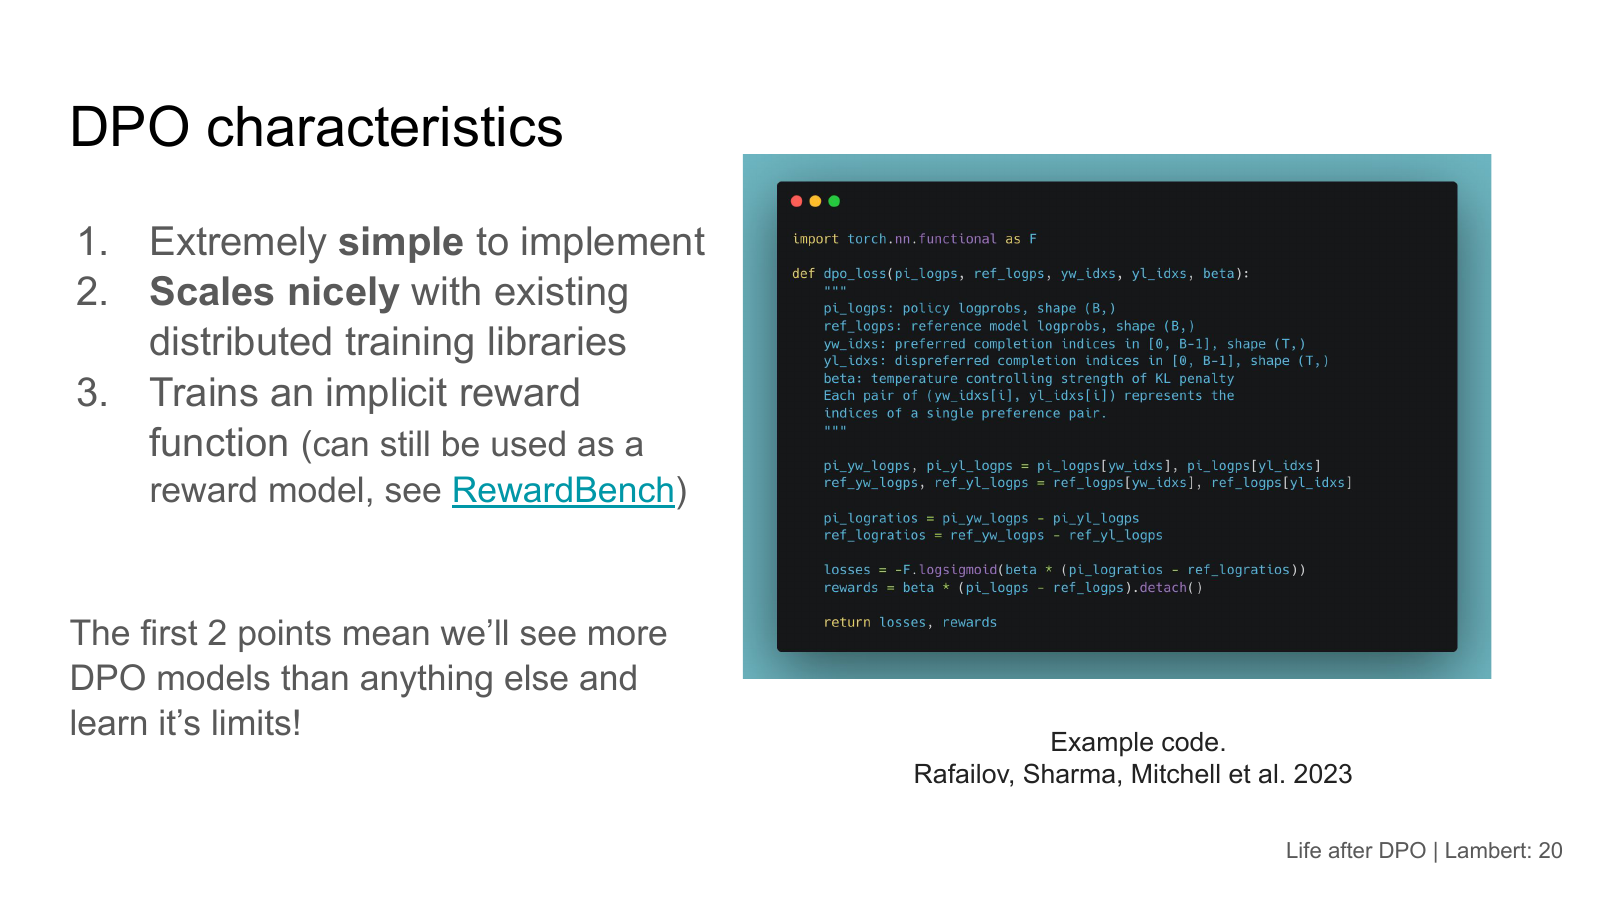 DPO characteristics
1. Extremely simple to implement
2. Scales nicely with existing
distributed training libraries
3. Trains an implicit reward
function (can still be used as a
reward model, see RewardBench)
The first 2 points mean we'll see more
DPO models than anything else and
learn it's limits!
import torch.nn.functional as F
def dpo_loss(pi_logps, ref_logps, yw_idxs, yl_idxs, beta):
"""
pi_logps: policy logprobs, shape (B,)
ref_logps: reference model logprobs, shape (B,)
yw_idxs: preferred completion indices in [0, B-1], shape (T,)
yl_idxs: dispreferred completion indices in [0, B-1], shape (T,)
beta: temperature controlling strength of KL penalty
Each pair of (yw_idxs[i], yl_idxs[i]) represents the
indices of a single preference pair.
"""
pi_yw_logps, pi_yl_logps = pi_logps[yw_idxs], pi_logps[yl_idxs]
ref_yw_logps, ref_yl_logps = ref_logps[yw_idxs], ref_logps[yl_idxs]
pi_logratios = pi_yw_logps - pi_yl_logps
ref_logratios = ref_yw_logps - ref_yl_logps
losses = -F.logsigmoid(beta * (pi_logratios - ref_logratios))
rewards = beta * (pi_logps - ref_logps).detach()
return losses, rewards
Example code.
Rafailov, Sharma, Mitchell et al. 2023
Life after DPO | Lambert: 20